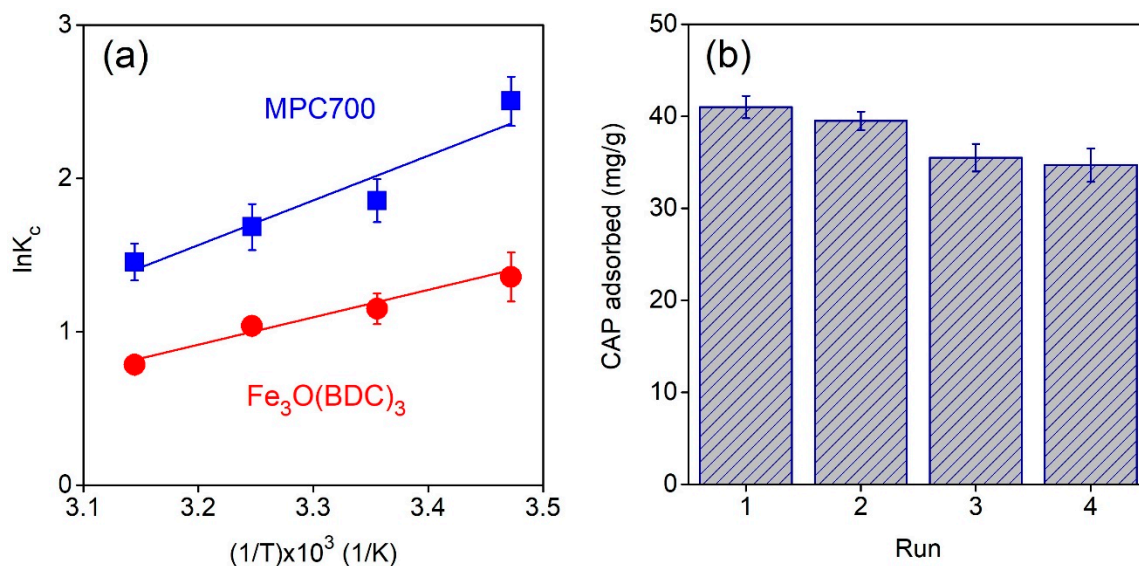 (a)
MPC700
Fe3O(BDC)3
lnKc
3
2
1
0
3.1 3.2 3.3 3.4 3.5
(1/T)x10^3 (1/K)
(b)
CAP adsorbed (mg/g)
50
40
30
20
10
0
1 2 3 4
Run